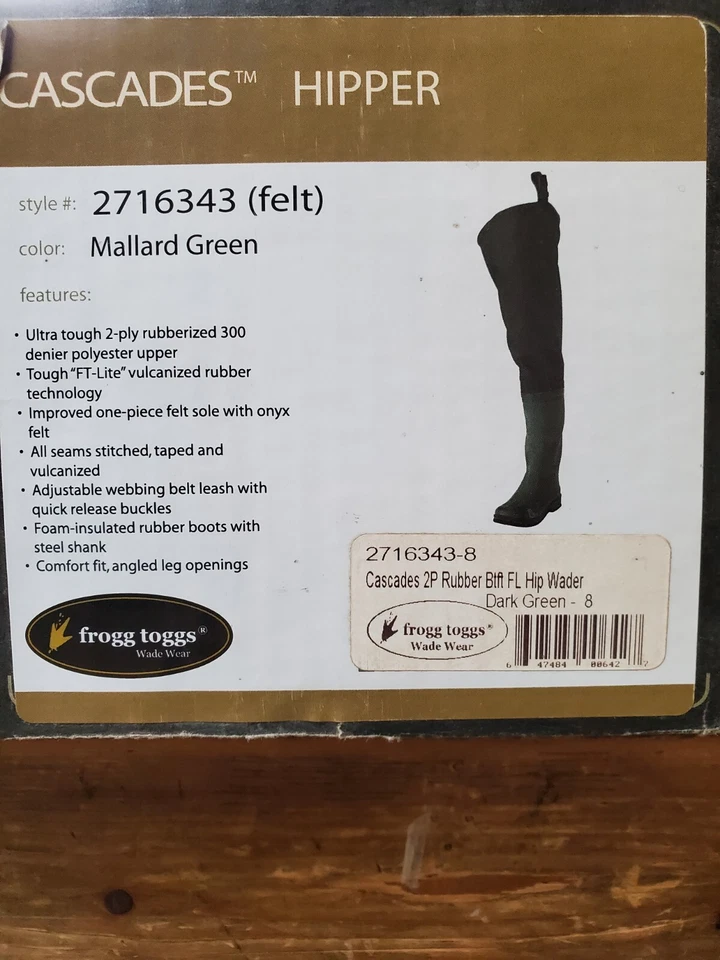 CASCADES™ HIPPER
style #: 2716343 (felt)
color: Mallard Green
features:
• Ultra tough 2-ply rubberized 300
denier polyester upper
• Tough "FT-Lite" vulcanized rubber
technology
• Improved one-piece felt sole with onyx
felt
• All seams stitched, taped and
vulcanized
• Adjustable webbing belt leash with
quick release buckles
• Foam-insulated rubber boots with
steel shank
• Comfort fit, angled leg openings
frogg toggs®
Wade Wear
2716343-8
Cascades 2P Rubber Btft FL Hip Wader
Dark Green - 8
frogg toggs®
Wade Wear
6 47484 00642 7